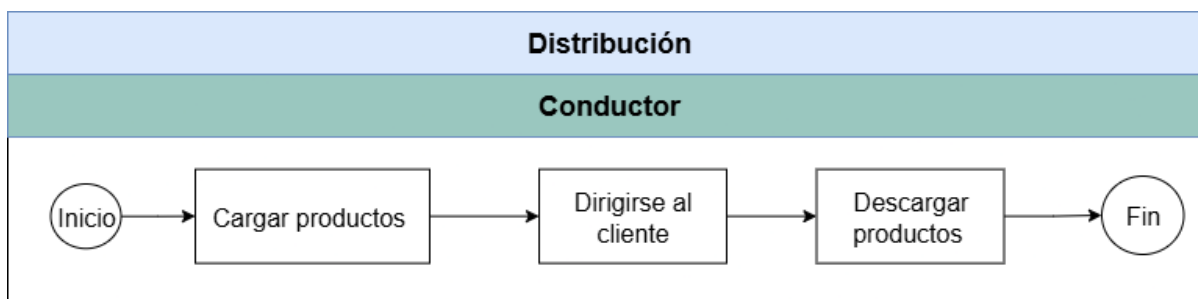 Distribución
Conductor
Inicio
Cargar productos
Dirigirse al
cliente
Descargar
productos
Fin